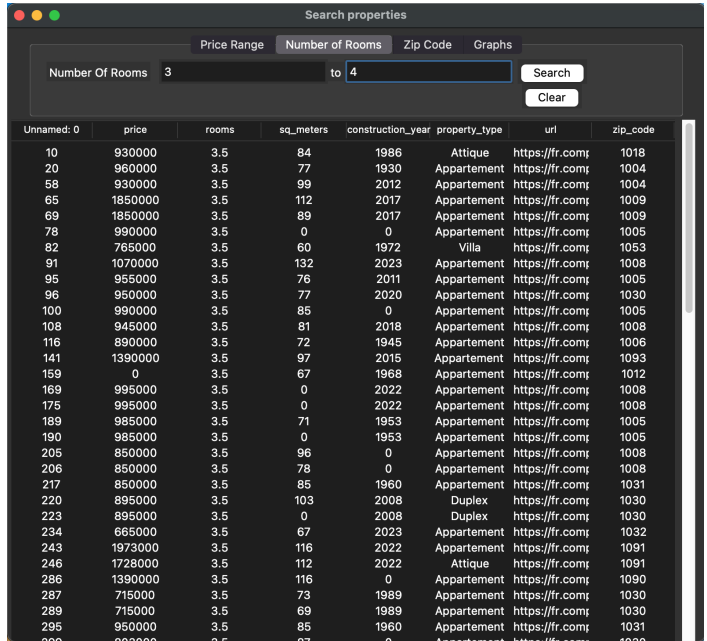 Search properties
Price Range Number of Rooms Zip Code Graphs
Number Of Rooms 3 to 4 Search
Clear
Unnamed: 0 price rooms sq_meters construction_year property_type url zip_code
10 930000 3.5 84 1986 Attique https://fr.comp 1018
20 960000 3.5 77 1930 Appartement https://fr.comp 1004
58 930000 3.5 99 2012 Appartement https://fr.comp 1004
65 1850000 3.5 112 2017 Appartement https://fr.comp 1009
69 1850000 3.5 89 2017 Appartement https://fr.comp 1009
78 990000 3.5 0 0 Appartement https://fr.comp 1005
82 765000 3.5 60 1972 Villa https://fr.comp 1053
91 1070000 3.5 132 2023 Appartement https://fr.comp 1008
95 955000 3.5 76 2011 Appartement https://fr.comp 1005
96 950000 3.5 77 2020 Appartement https://fr.comp 1030
100 990000 3.5 85 0 Appartement https://fr.comp 1005
108 945000 3.5 81 2018 Appartement https://fr.comp 1008
116 890000 3.5 72 1945 Appartement https://fr.comp 1006
141 1390000 3.5 97 2015 Appartement https://fr.comp 1093
159 0 3.5 67 1968 Appartement https://fr.comp 1012
169 995000 3.5 0 2022 Appartement https://fr.comp 1008
175 995000 3.5 0 2022 Appartement https://fr.comp 1008
189 985000 3.5 71 1953 Appartement https://fr.comp 1005
190 985000 3.5 0 1953 Appartement https://fr.comp 1005
205 850000 3.5 96 0 Appartement https://fr.comp 1008
206 850000 3.5 78 0 Appartement https://fr.comp 1008
217 850000 3.5 85 1960 Appartement https://fr.comp 1031
220 895000 3.5 103 2008 Duplex https://fr.comp 1030
223 895000 3.5 0 2008 Duplex https://fr.comp 1030
234 665000 3.5 67 2023 Appartement https://fr.comp 1032
243 1973000 3.5 116 2022 Appartement https://fr.comp 1091
246 1728000 3.5 112 2022 Attique https://fr.comp 1091
286 1390000 3.5 116 0 Appartement https://fr.comp 1090
287 715000 3.5 73 1989 Appartement https://fr.comp 1030
289 715000 3.5 69 1989 Appartement https://fr.comp 1030
295 950000 3.5 85 1960 Appartement https://fr.comp 1031